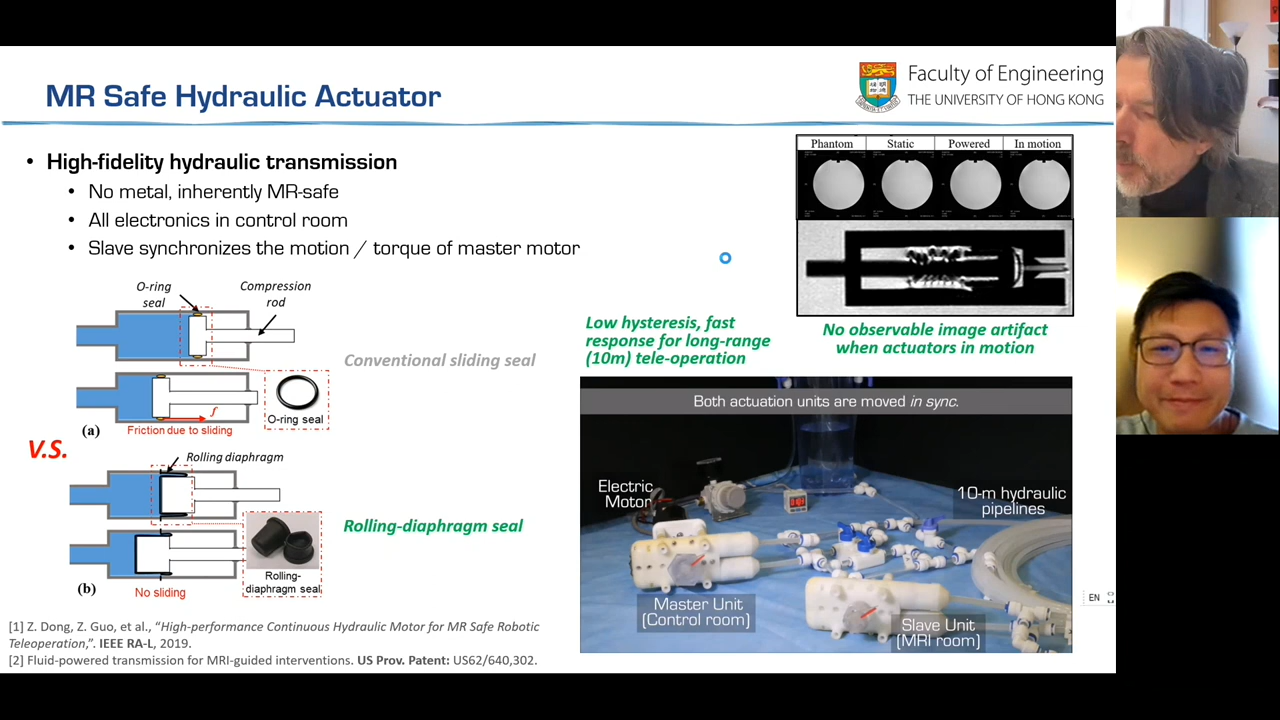 MR Safe Hydraulic Actuator
Faculty of Engineering
THE UNIVERSITY OF HONG KONG
• High-fidelity hydraulic transmission
• No metal, inherently MR-safe
• All electronics in control room
• Slave synchronizes the motion / torque of master motor
Phantom Static Powered In motion
O-ring
seal
Compression
rod
Conventional sliding seal
O-ring seal
f
(a)
Friction due to sliding
V.S.
Rolling diaphragm
Rolling-diaphragm seal
Rolling-
diaphragm seal
(b)
No sliding
Low hysteresis, fast
response for long-range
(10m) tele-operation
No observable image artifact
when actuators in motion
Both actuation units are moved in sync.
Electric
Motor
10-m hydraulic
pipelines
Master Unit
(Control room)
Slave Unit
(MRI room)
EN
[1] Z. Dong, Z. Guo, et al., “High-performance Continuous Hydraulic Motor for MR Safe Robotic
Teleoperation,”. IEEE RA-L, 2019.
[2] Fluid-powered transmission for MRI-guided interventions. US Prov. Patent: US62/640,302.